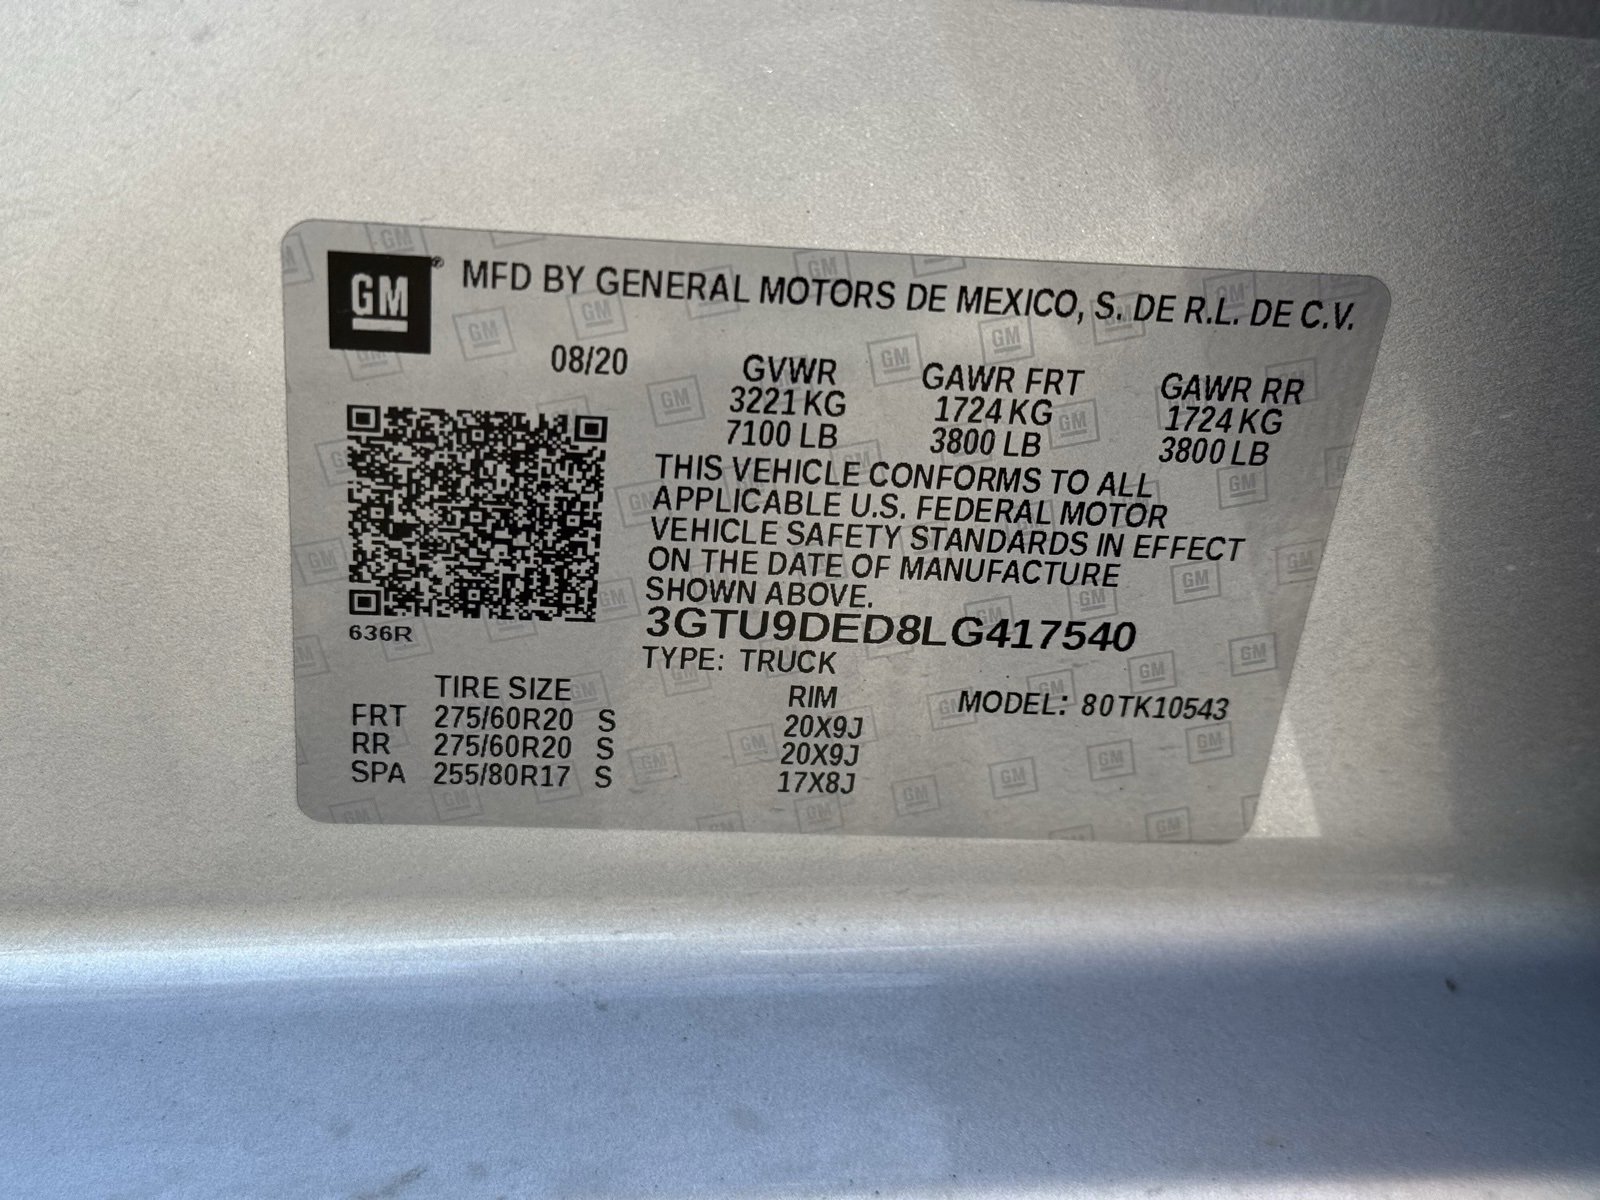 GM® MFD BY GENERAL MOTORS DE MEXICO, S. DE R.L. DE C.V.
08/20
GVWR GAWR FRT GAWR RR
3221 KG 1724 KG 1724 KG
7100 LB 3800 LB 3800 LB
THIS VEHICLE CONFORMS TO ALL
APPLICABLE U.S. FEDERAL MOTOR
VEHICLE SAFETY STANDARDS IN EFFECT
ON THE DATE OF MANUFACTURE
SHOWN ABOVE.
636R
3GTU9DED8LG417540
TYPE: TRUCK
TIRE SIZE RIM MODEL: 80TK10543
FRT 275/60R20 S 20X9J
RR 275/60R20 S 20X9J
SPA 255/80R17 S 17X8J